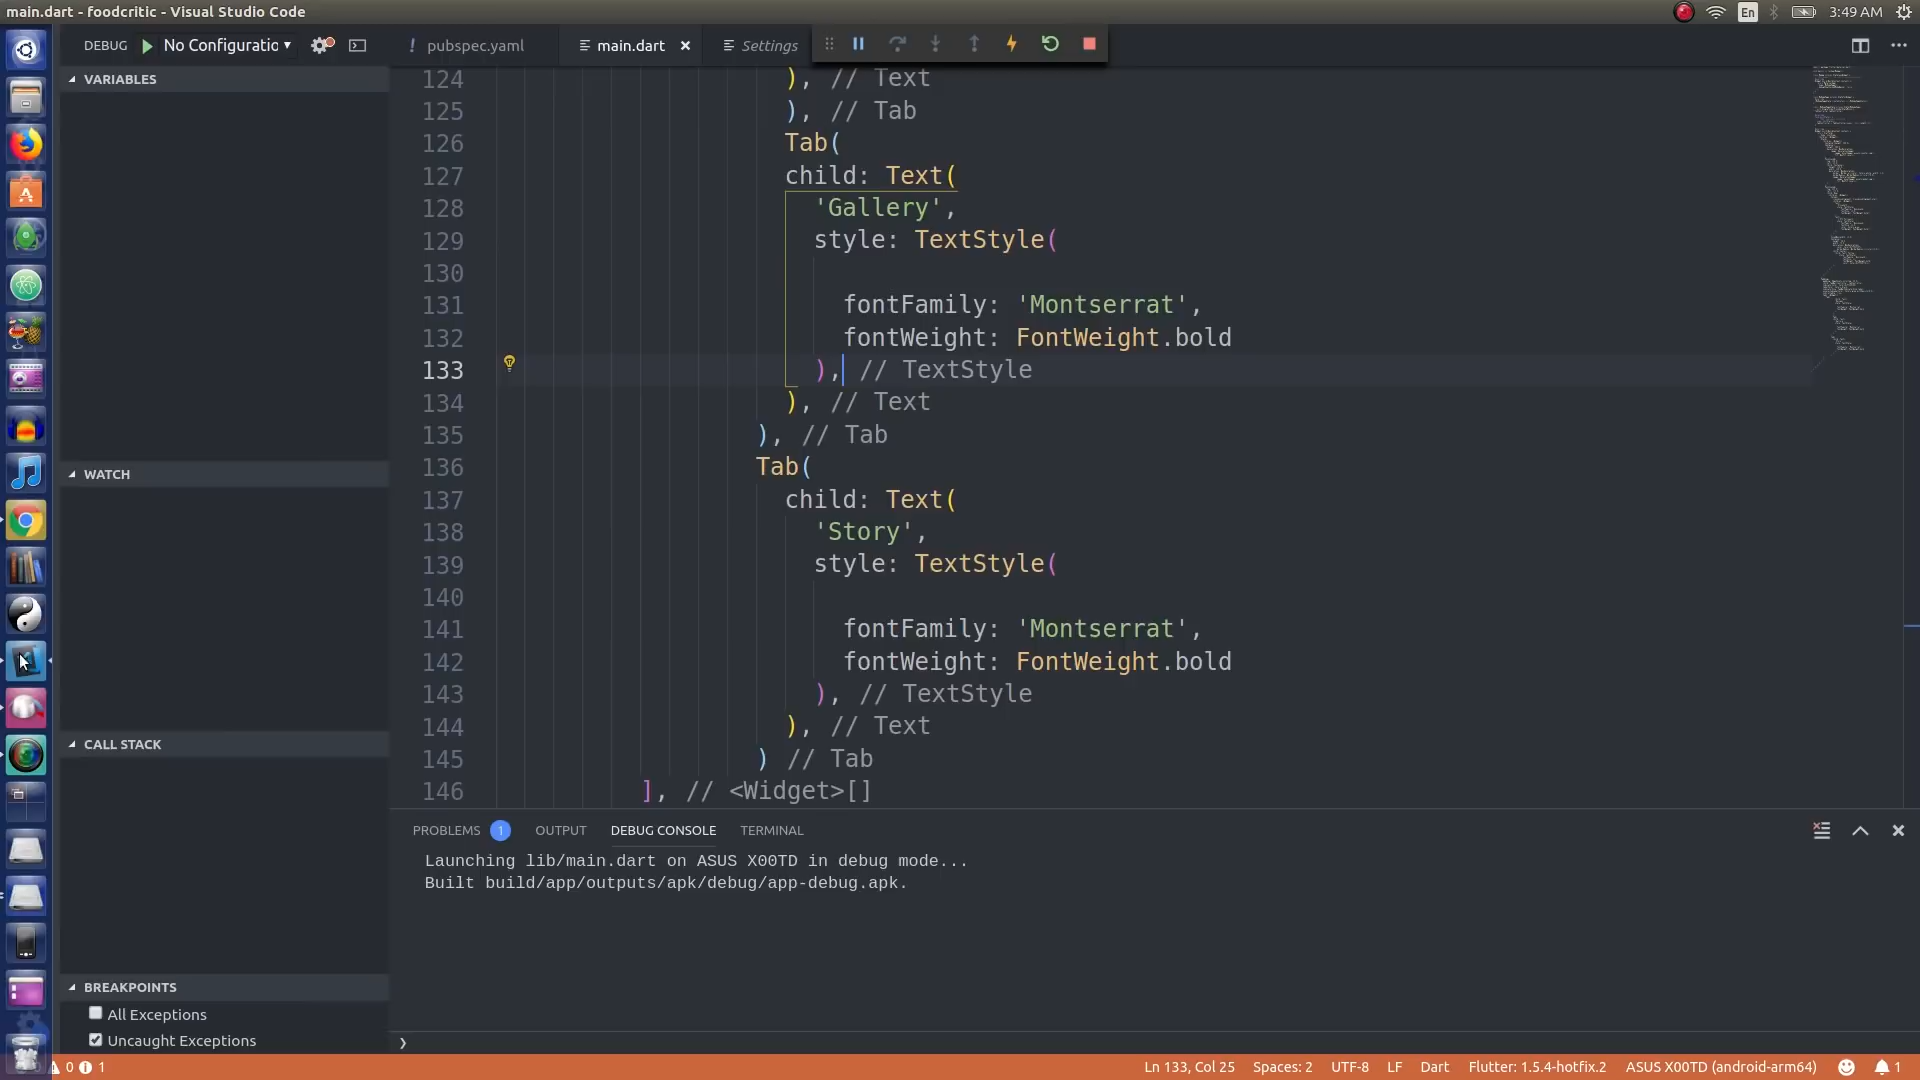 main.dart - foodcritic - Visual Studio Code
En
3:49 AM
DEBUG
No Configuratio
pubspec.yaml
main.dart
Settings
VARIABLES
WATCH
CALL STACK
BREAKPOINTS
All Exceptions
Uncaught Exceptions
124 ), // Text
125 ), // Tab
126 Tab(
127 child: Text(
128 'Gallery',
129 style: TextStyle(
130
131 fontFamily: 'Montserrat',
132 fontWeight: FontWeight.bold
133 ), // TextStyle
134 ), // Text
135 ), // Tab
136 Tab(
137 child: Text(
138 'Story',
139 style: TextStyle(
140
141 fontFamily: 'Montserrat',
142 fontWeight: FontWeight.bold
143 ), // TextStyle
144 ), // Text
145 ) // Tab
146 ], // <Widget>[]
PROBLEMS 1 OUTPUT DEBUG CONSOLE TERMINAL
Launching lib/main.dart on ASUS X00TD in debug mode...
Built build/app/outputs/apk/debug/app-debug.apk.
0 1
Ln 133, Col 25 Spaces: 2 UTF-8 LF Dart Flutter: 1.5.4-hotfix.2 ASUS X00TD (android-arm64) 1